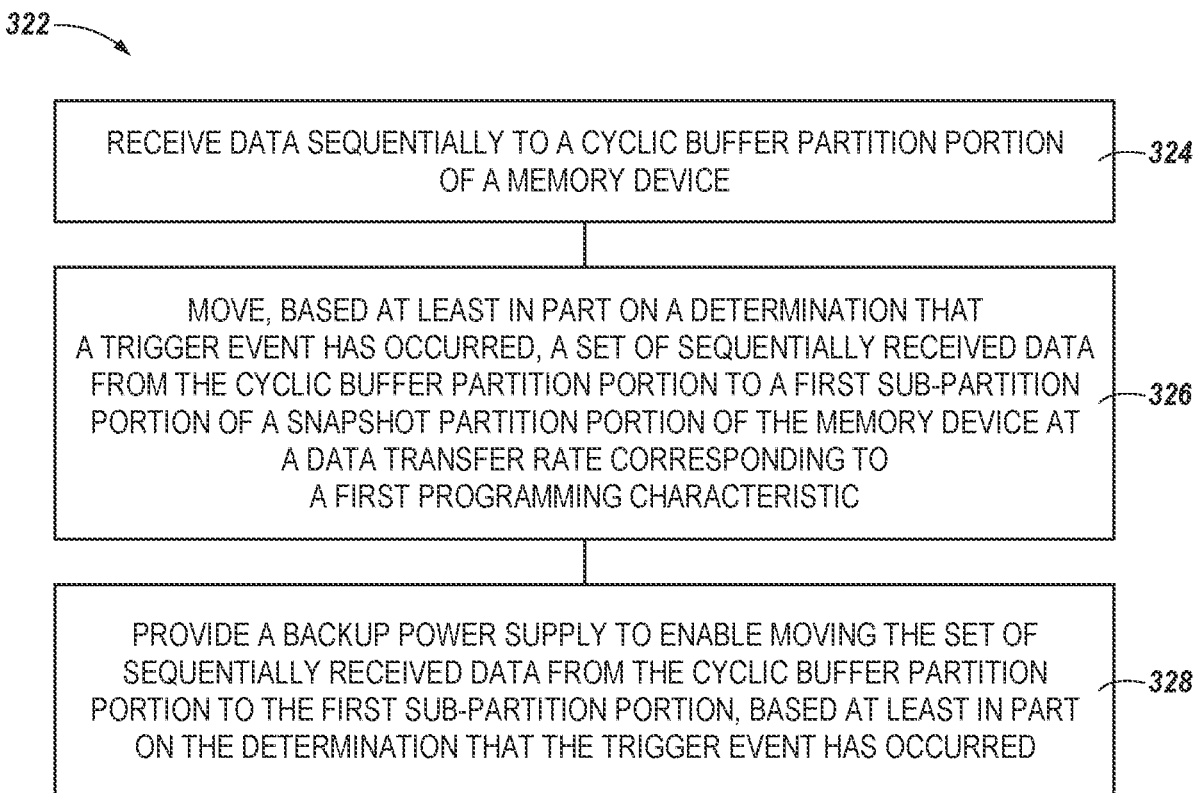 322
RECEIVE DATA SEQUENTIALLY TO A CYCLIC BUFFER PARTITION PORTION
OF A MEMORY DEVICE
324
MOVE, BASED AT LEAST IN PART ON A DETERMINATION THAT
A TRIGGER EVENT HAS OCCURRED, A SET OF SEQUENTIALLY RECEIVED DATA
FROM THE CYCLIC BUFFER PARTITION PORTION TO A FIRST SUB-PARTITION
PORTION OF A SNAPSHOT PARTITION PORTION OF THE MEMORY DEVICE AT
A DATA TRANSFER RATE CORRESPONDING TO
A FIRST PROGRAMMING CHARACTERISTIC
326
PROVIDE A BACKUP POWER SUPPLY TO ENABLE MOVING THE SET OF
SEQUENTIALLY RECEIVED DATA FROM THE CYCLIC BUFFER PARTITION
PORTION TO THE FIRST SUB-PARTITION PORTION, BASED AT LEAST IN PART
ON THE DETERMINATION THAT THE TRIGGER EVENT HAS OCCURRED
328